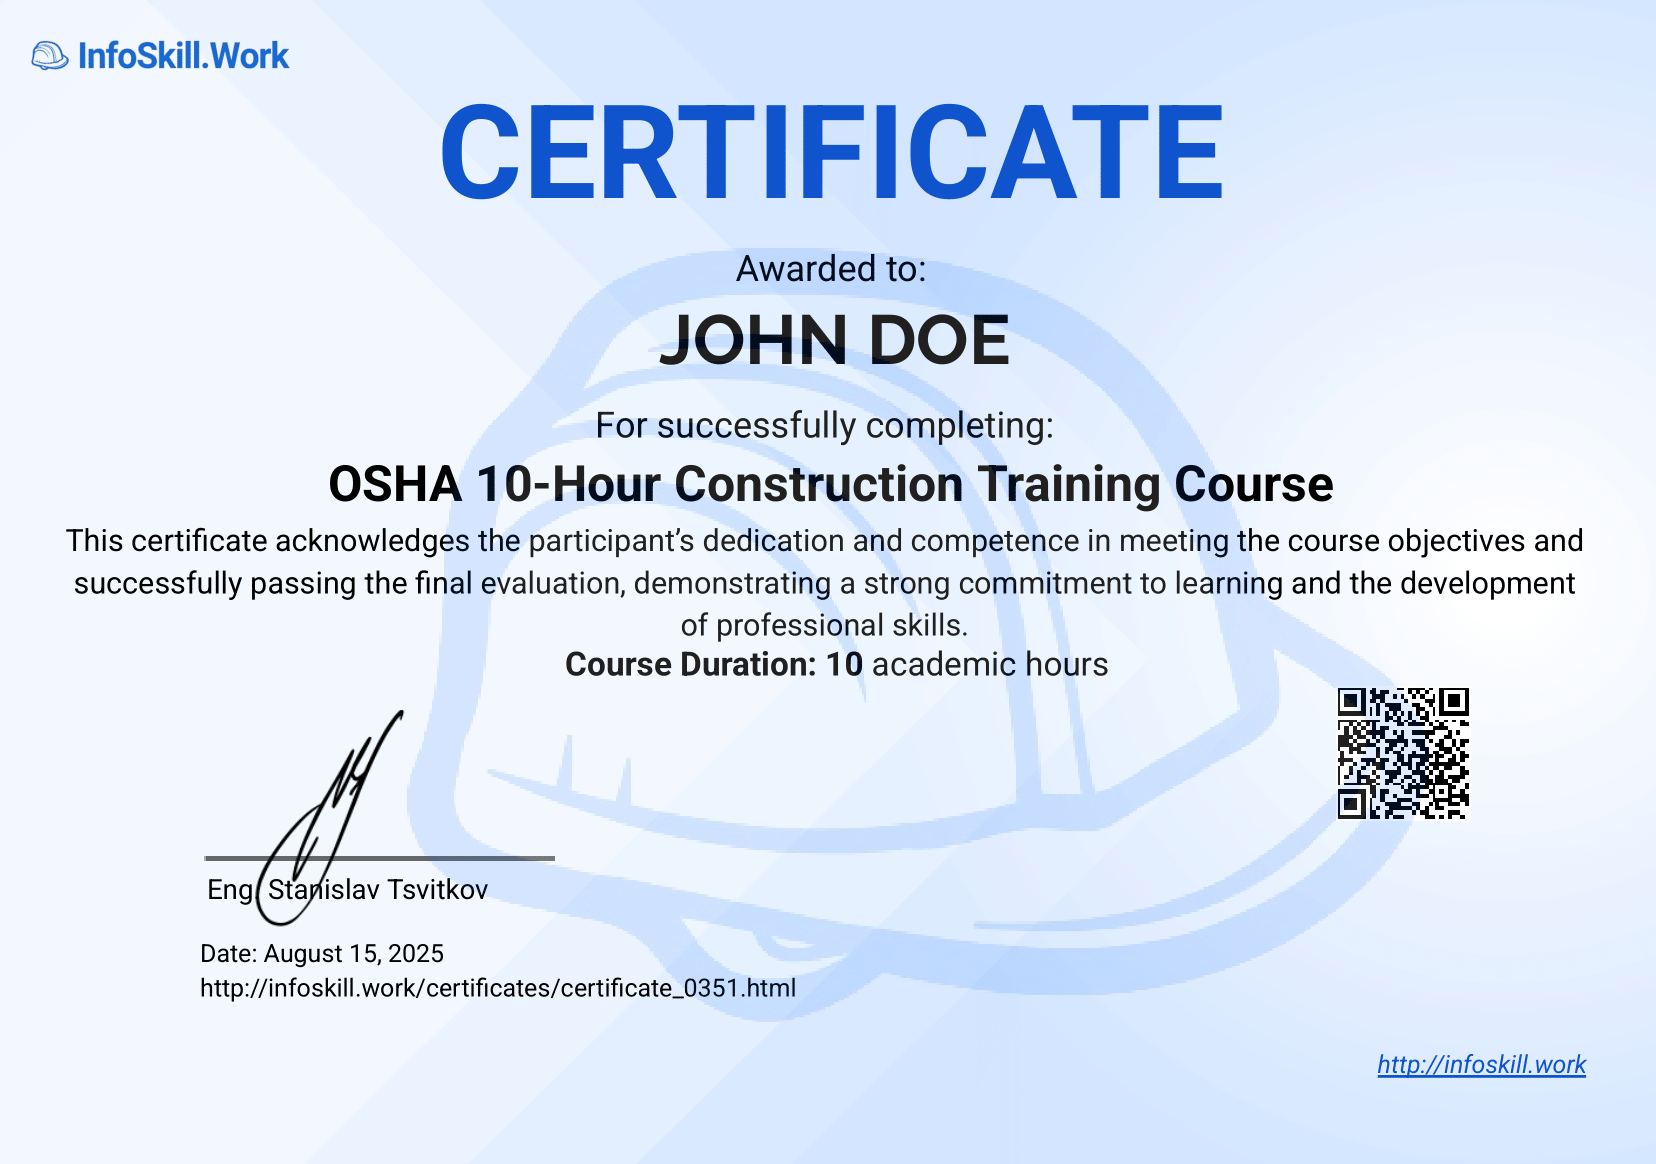 InfoSkill.Work
CERTIFICATE
Awarded to:
JOHN DOE
For successfully completing:
OSHA 10-Hour Construction Training Course
This certificate acknowledges the participant’s dedication and competence in meeting the course objectives and
successfully passing the final evaluation, demonstrating a strong commitment to learning and the development
of professional skills.
Course Duration: 10 academic hours
Eng. Stanislav Tsvitkov
Date: August 15, 2025
http://infoskill.work/certificates/certificate_0351.html
http://infoskill.work